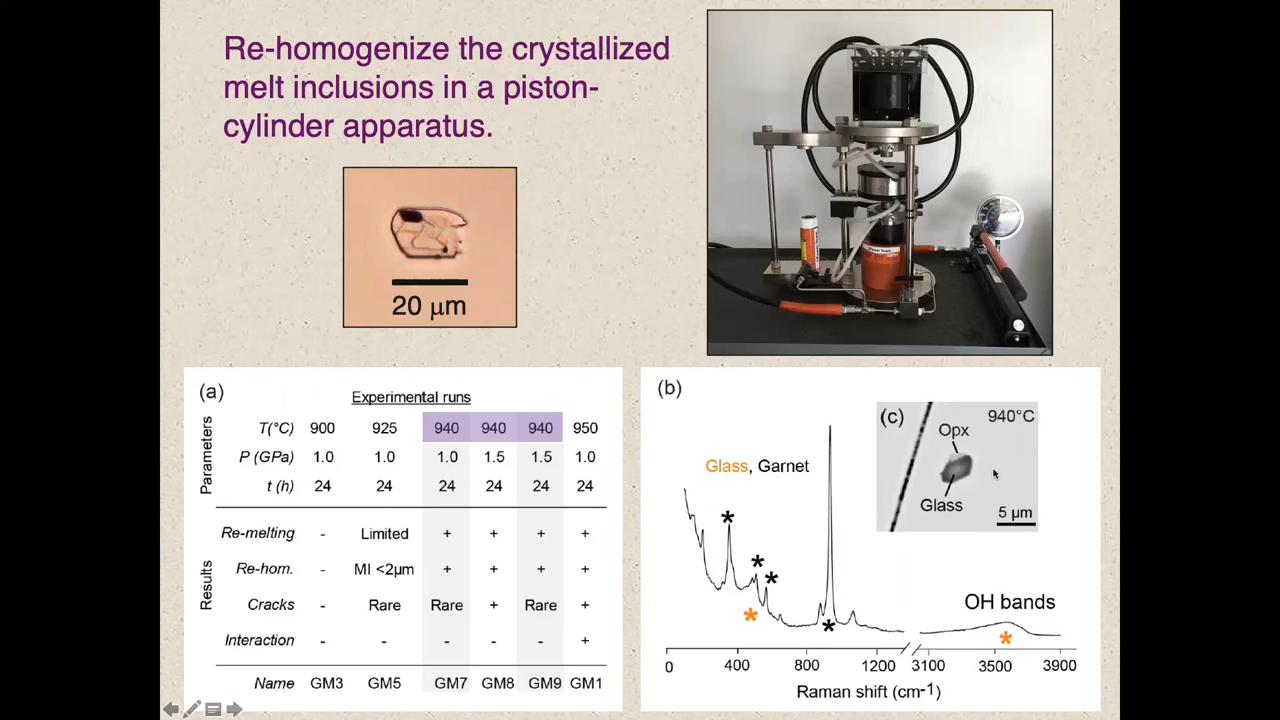 Re-homogenize the crystallized
melt inclusions in a piston-
cylinder apparatus.
20 μm
(a)
Experimental runs
Parameters
T(°C) 900 925 940 940 940 950
P (GPa) 1.0 1.0 1.0 1.5 1.5 1.0
t (h) 24 24 24 24 24 24
Results
Re-melting - Limited + + + +
Re-hom. - MI <2μm + + + +
Cracks - Rare Rare + Rare +
Interaction - - - - - +
Name GM3 GM5 GM7 GM8 GM9 GM1
(b)
Glass, Garnet
(c)
940°C
Opx
Glass
5 μm
OH bands
0 400 800 1200 3100 3500 3900
Raman shift (cm-1)